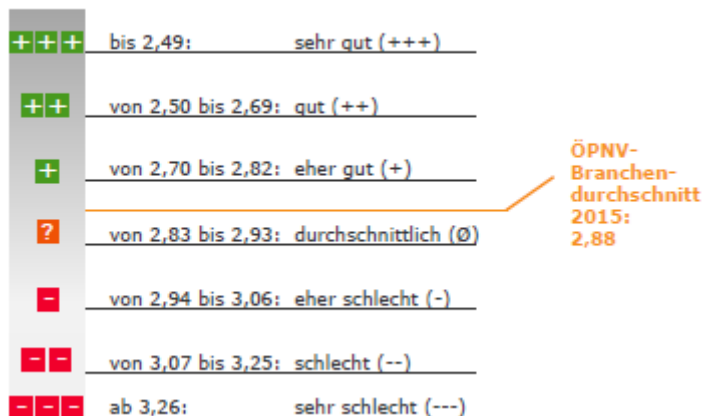 +++ bis 2,49: sehr gut (+++)
++ von 2,50 bis 2,69: gut (++)
+ von 2,70 bis 2,82: eher gut (+)
ÖPNV-
Branchen-
durchschnitt
2015:
2,88
? von 2,83 bis 2,93: durchschnittlich (Ø)
- von 2,94 bis 3,06: eher schlecht (-)
-- von 3,07 bis 3,25: schlecht (--)
--- ab 3,26: sehr schlecht (---)